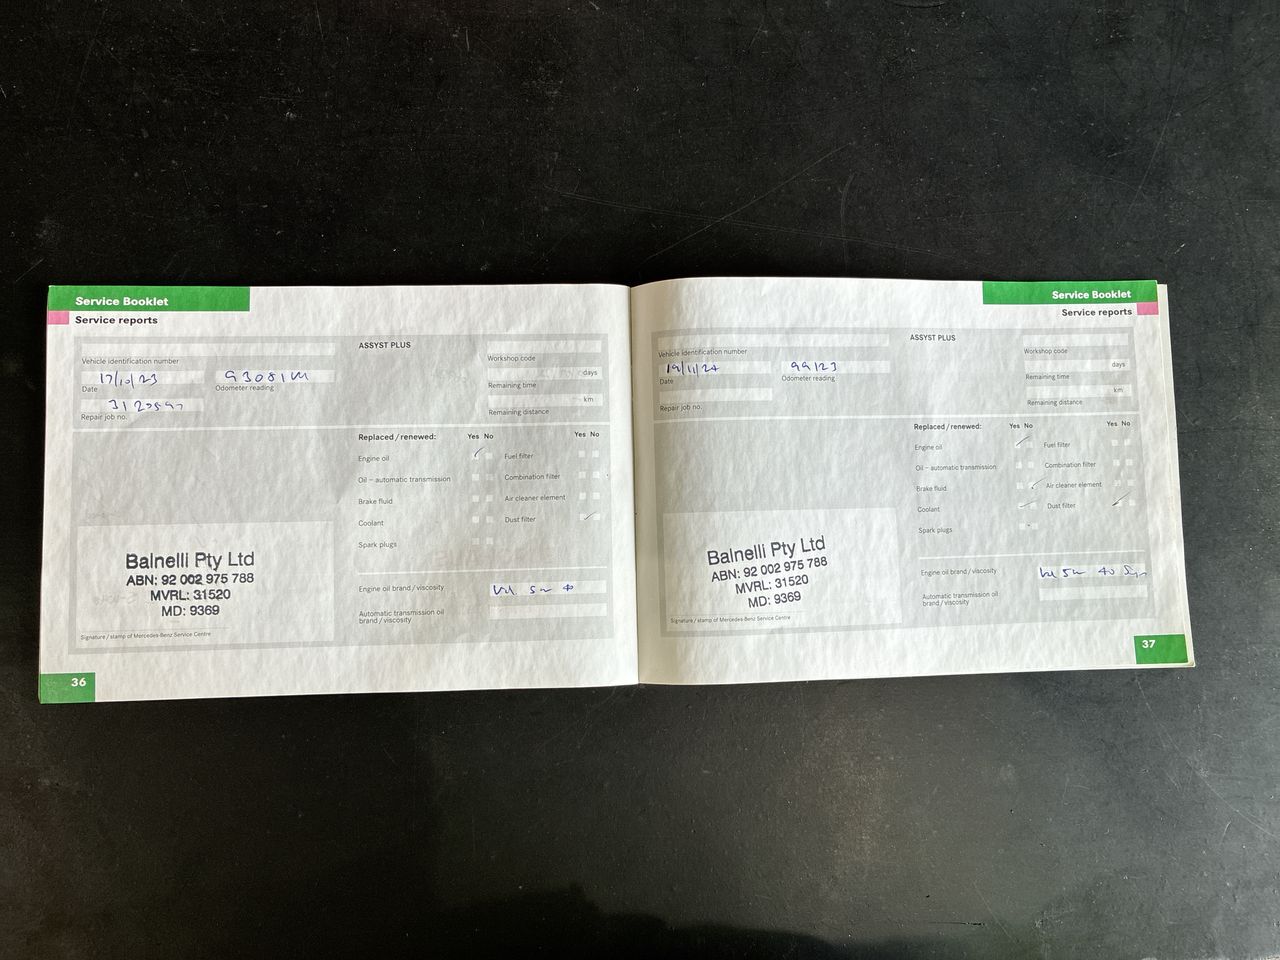 Service Booklet
Service reports
ASSYST PLUS
Vehicle identification number
Workshop code
17/10/23
93081
days
Date
Odometer reading
Remaining time
km
Repair job no.
Remaining distance
Replaced / renewed: Yes No Yes No
Engine oil
Fuel filter
Oil – automatic transmission
Combination filter
Brake fluid
Air cleaner element
Coolant
Dust filter
Spark plugs
Balnelli Pty Ltd
ABN: 92 002 975 788
MVRL: 31520
MD: 9369
Engine oil brand / viscosity
Automatic transmission oil
brand / viscosity
Signature / stamp of Mercedes-Benz Service Centre
36
Service Booklet
Service reports
ASSYST PLUS
Vehicle identification number
Workshop code
19/11/24
99123
days
Date
Odometer reading
Remaining time
km
Repair job no.
Remaining distance
Replaced / renewed: Yes No Yes No
Engine oil
Fuel filter
Oil – automatic transmission
Combination filter
Brake fluid
Air cleaner element
Coolant
Dust filter
Spark plugs
Balnelli Pty Ltd
ABN: 92 002 975 788
MVRL: 31520
MD: 9369
Engine oil brand / viscosity
Automatic transmission oil
brand / viscosity
Signature / stamp of Mercedes-Benz Service Centre
37